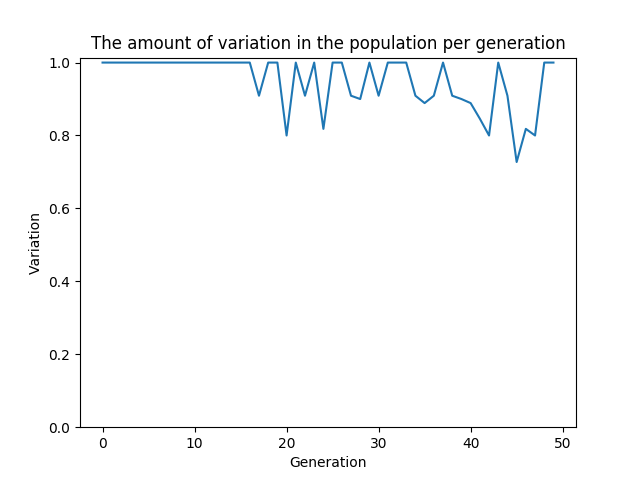 The amount of variation in the population per generation
1.0
0.8
0.6
0.4
0.2
0.0
Variation
0 10 20 30 40 50
Generation